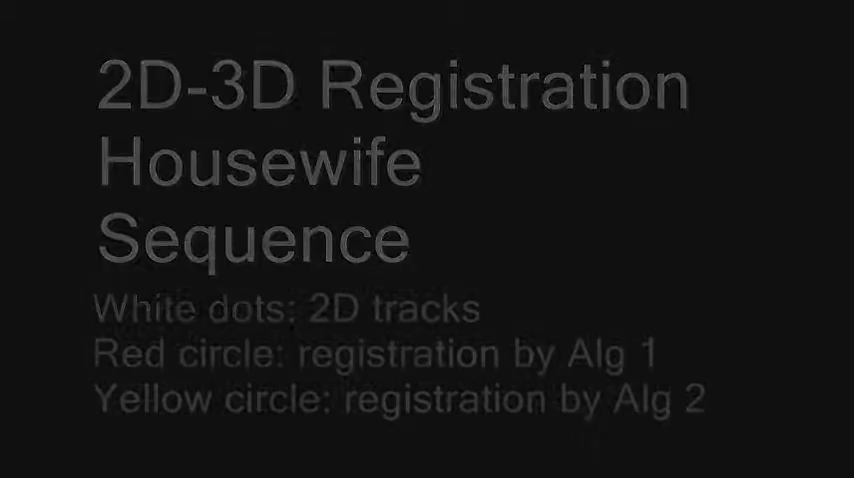 2D-3D Registration
Housewife
Sequence
White dots: 2D tracks
Red circle: registration by Alg 1
Yellow circle: registration by Alg 2